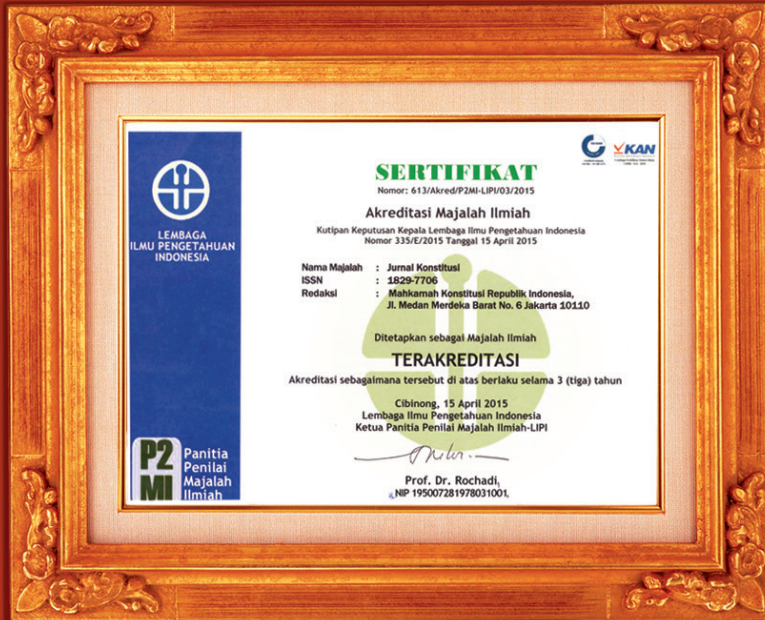 LEMBAGA
ILMU PENGETAHUAN
INDONESIA
KAN
SERTIFIKAT
Nomor: 613/Akred/P2MI-LIPI/03/2015
Akreditasi Majalah Ilmiah
Kutipan Keputusan Kepala Lembaga Ilmu Pengetahuan Indonesia
Nomor 335/E/2015 Tanggal 15 April 2015
Nama Majalah : Jurnal Konstitusi
ISSN : 1829-7706
Redaksi : Mahkamah Konstitusi Republik Indonesia,
Jl. Medan Merdeka Barat No. 6 Jakarta 10110
Ditetapkan sebagai Majalah Ilmiah
TERAKREDITASI
Akreditasi sebagaimana tersebut di atas berlaku selama 3 (tiga) tahun
Cibinong, 15 April 2015
Lembaga Ilmu Pengetahuan Indonesia
Ketua Panitia Penilai Majalah Ilmiah-LIPI
Prof. Dr. Rochadi,
NIP 195007281978031001,
P2
MI
Panitia
Penilai
Majalah
Ilmiah